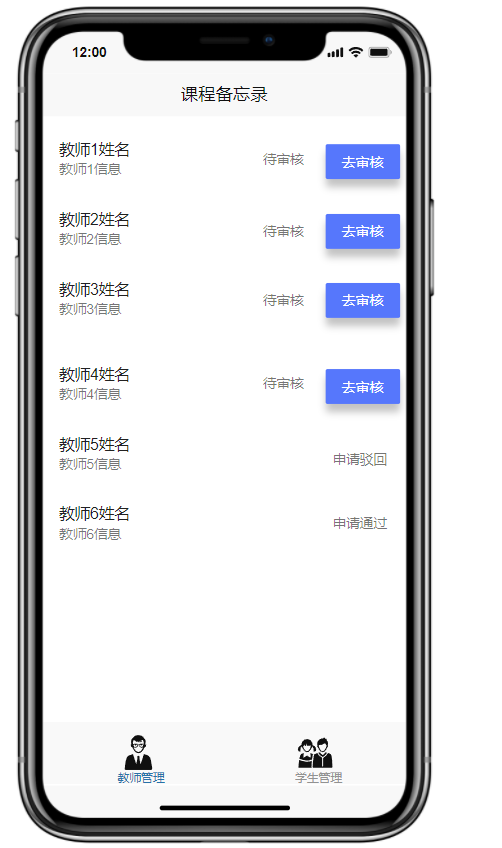 12:00
课程备忘录
教师1姓名
教师1信息
待审核
去审核
教师2姓名
教师2信息
待审核
去审核
教师3姓名
教师3信息
待审核
去审核
教师4姓名
教师4信息
待审核
去审核
教师5姓名
教师5信息
申请驳回
教师6姓名
教师6信息
申请通过
教师管理
学生管理